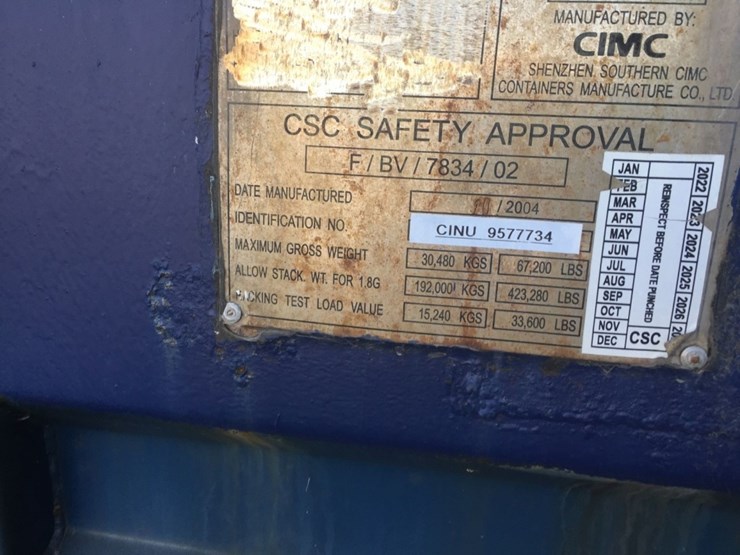 MANUFACTURED BY:
CIMC
SHENZHEN SOUTHERN CIMC
CONTAINERS MANUFACTURE CO., LTD
CSC SAFETY APPROVAL
F / BV / 7834 / 02
DATE MANUFACTURED / 2004
IDENTIFICATION NO. CINU 9577734
MAXIMUM GROSS WEIGHT 30,480 KGS 67,200 LBS
ALLOW STACK. WT. FOR 1.8G 192,000 KGS 423,280 LBS
RACKING TEST LOAD VALUE 15,240 KGS 33,600 LBS
JAN
FEB
MAR
APR
MAY
JUN
JUL
AUG
SEP
OCT
NOV
DEC
REINSPECT BEFORE DATE PUNCHED
CSC
2022 2023 2024 2025 2026